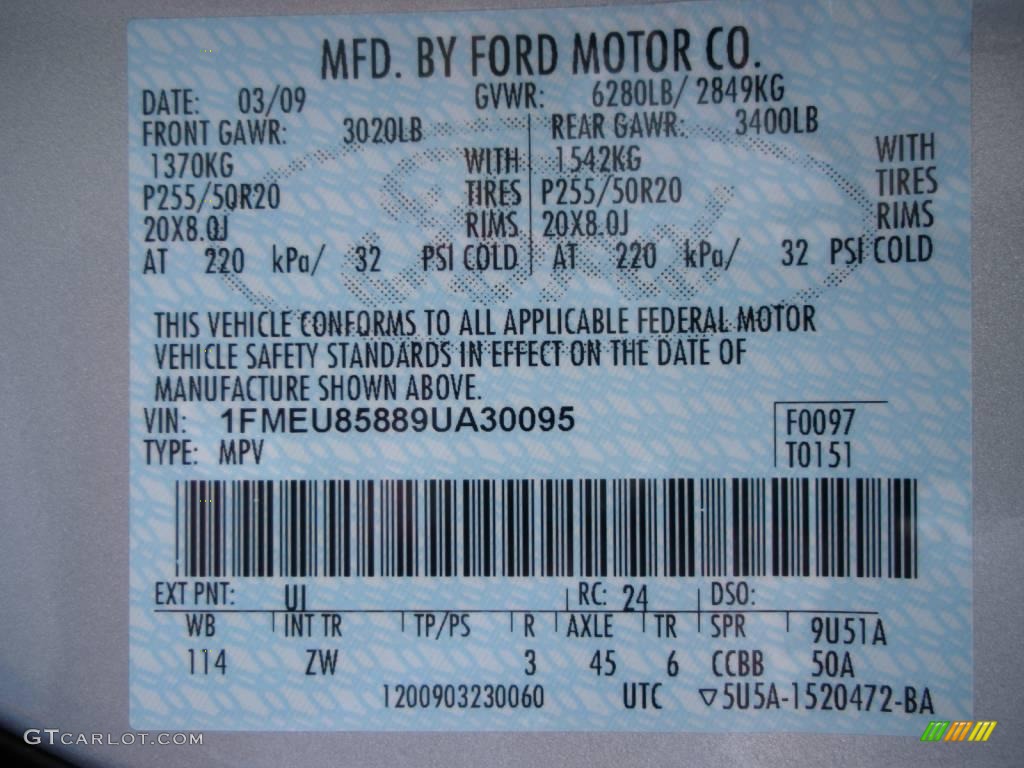 MFD. BY FORD MOTOR CO.
DATE: 03/09 GVWR: 6280LB/ 2849KG
FRONT GAWR: 3020LB REAR GAWR: 3400LB
1370KG WITH 1542KG WITH
P255/50R20 TIRES P255/50R20 TIRES
20X8.0J RIMS 20X8.0J RIMS
AT 220 kPa/ 32 PSI COLD AT 220 kPa/ 32 PSI COLD
THIS VEHICLE CONFORMS TO ALL APPLICABLE FEDERAL MOTOR
VEHICLE SAFETY STANDARDS IN EFFECT ON THE DATE OF
MANUFACTURE SHOWN ABOVE.
VIN: 1FMEU85889UA30095 F0097
TYPE: MPV T0151
EXT PNT: UI RC: 24 DSO:
WB INT TR TP/PS R AXLE TR SPR 9U51A
114 ZW 3 45 6 CCBB 50A
1200903230060 UTC ▽5U5A-1520472-BA
GTCARLOT.COM